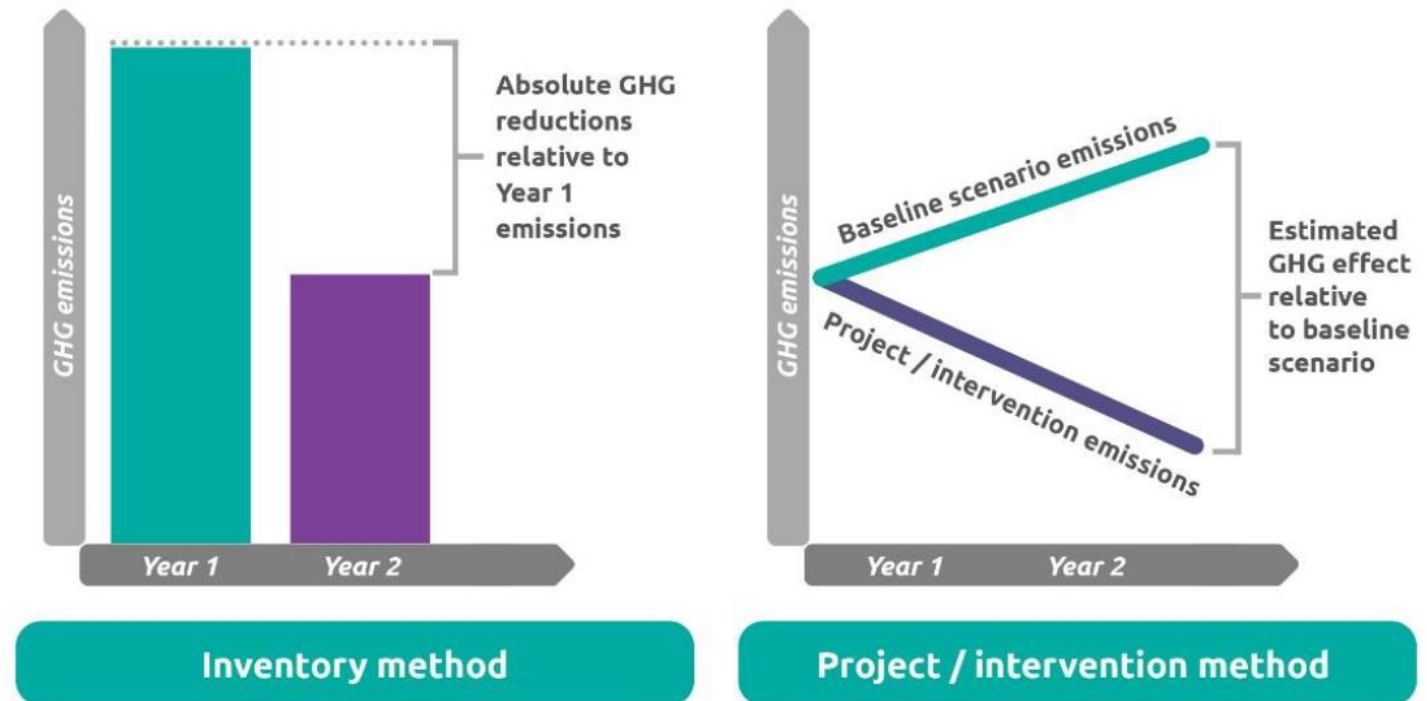 GHG emissions
Absolute GHG
reductions
relative to
Year 1
emissions
Year 1
Year 2
Inventory method
GHG emissions
Baseline scenario emissions
Project / intervention emissions
Estimated
GHG effect
relative
to baseline
scenario
Year 1
Year 2
Project / intervention method